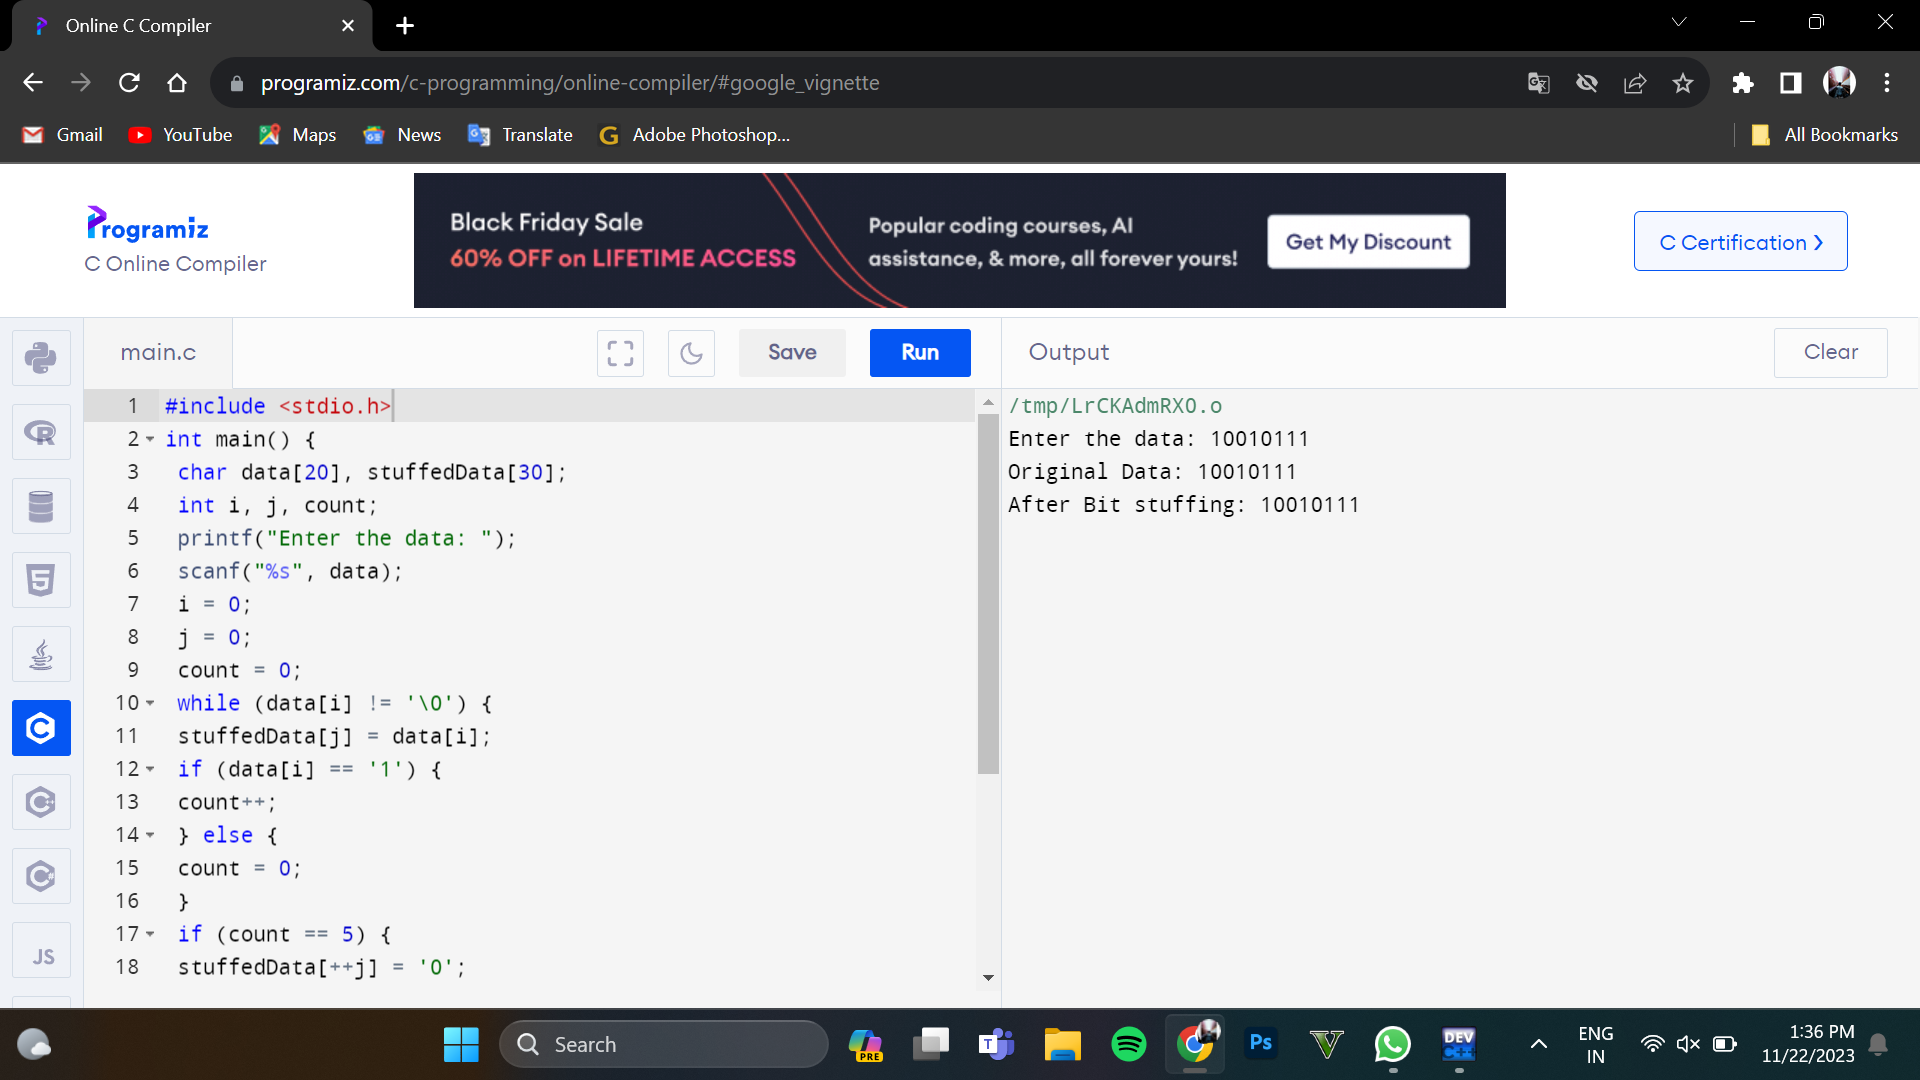 Online C Compiler
programiz.com/c-programming/online-compiler/#google_vignette
Gmail YouTube Maps News Translate Adobe Photoshop... All Bookmarks
Programiz
C Online Compiler
Black Friday Sale
60% OFF on LIFETIME ACCESS
Popular coding courses, AI
assistance, & more, all forever yours!
Get My Discount
C Certification
main.c Save Run
1 #include <stdio.h>
2 int main() {
3 char data[20], stuffedData[30];
4 int i, j, count;
5 printf("Enter the data: ");
6 scanf("%s", data);
7 i = 0;
8 j = 0;
9 count = 0;
10 while (data[i] != '\0') {
11 stuffedData[j] = data[i];
12 if (data[i] == '1') {
13 count++;
14 } else {
15 count = 0;
16 }
17 if (count == 5) {
18 stuffedData[++j] = '0';
Output Clear
/tmp/LrCKAdmRXO.o
Enter the data: 10010111
Original Data: 10010111
After Bit stuffing: 10010111
JS
Search
PRE
T
Ps
V
DEV
C++
ENG
IN
1:36 PM
11/22/2023